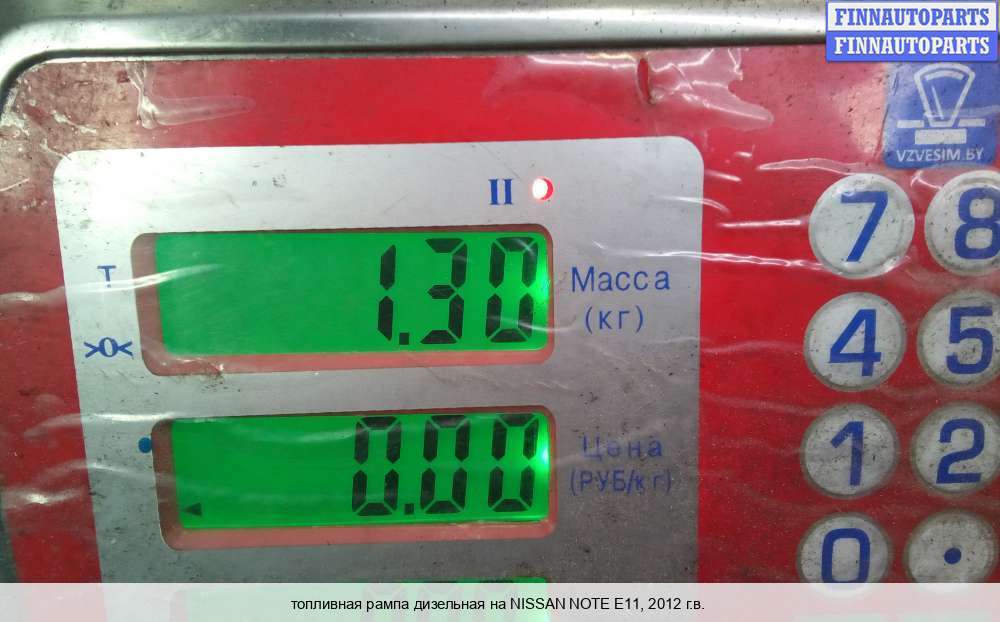 FINNAUTOPARTS
FINNAUTOPARTS
VZVESIM.BY
II
7
8
1.30
Масса
(кг)
T
>0<
4
5
0.00
Цена
(РУБ/кг)
1
2
0
.
топливная рампа дизельная на NISSAN NOTE E11, 2012 г.в.